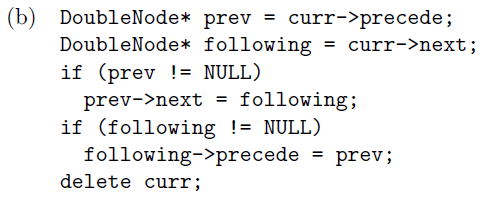 (b) DoubleNode* prev = curr->precede;
DoubleNode* following = curr->next;
if (prev != NULL)
prev->next = following;
if (following != NULL)
following->precede = prev;
delete curr;